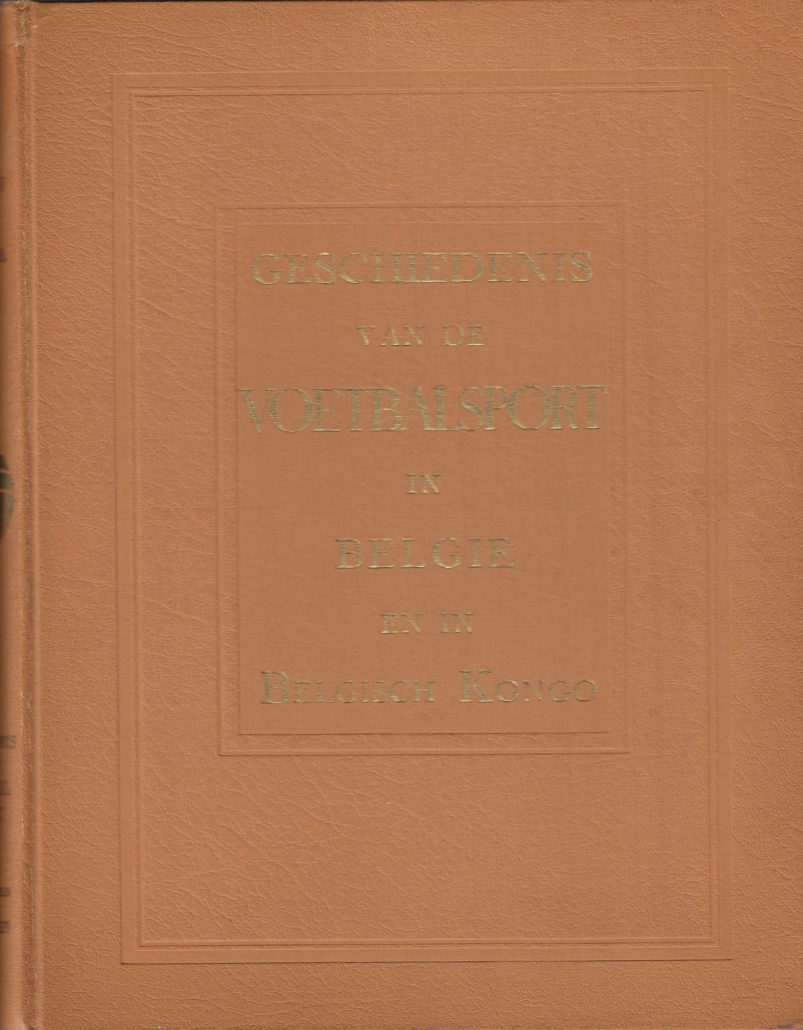 GESCHIEDENIS
VAN DE
VOETBALSPORT
IN
BELGIE
EN IN
BELGISCH KONGO